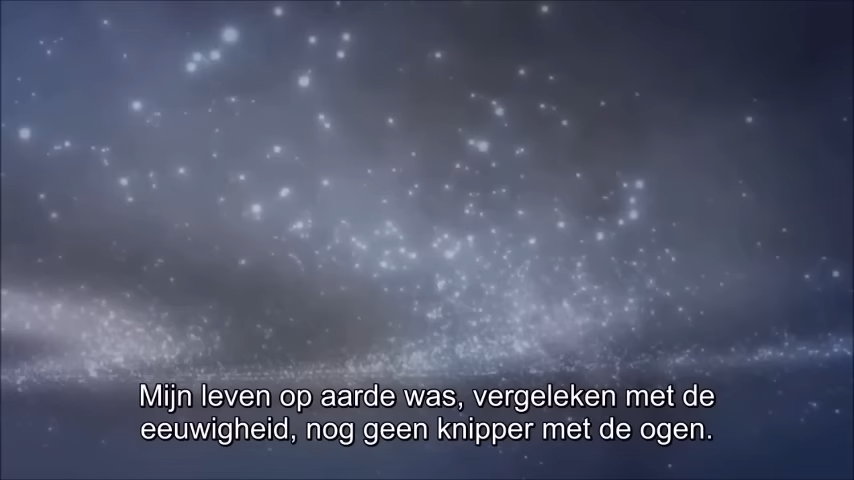 Mijn leven op aarde was, vergeleken met de
eeuwigheid, nog geen knipper met de ogen.